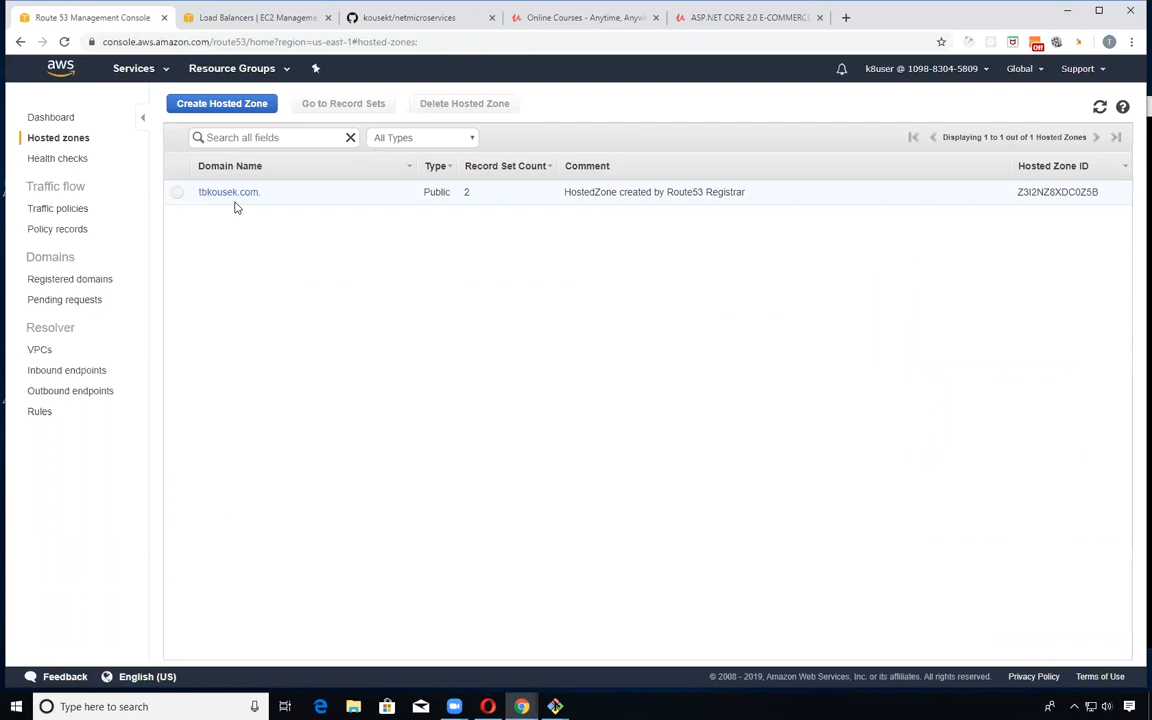 Route 53 Management Console
Load Balancers | EC2 Manageme
kousekt/netmicroservices
Online Courses - Anytime, Anyw
ASP.NET CORE 2.0 E-COMMERC
console.aws.amazon.com/route53/home?region=us-east-1#hosted-zones:
Off
T
aws
Services
Resource Groups
k8user @ 1098-8304-5809
Global
Support
Dashboard
Hosted zones
Health checks
Traffic flow
Traffic policies
Policy records
Domains
Registered domains
Pending requests
Resolver
VPCs
Inbound endpoints
Outbound endpoints
Rules
Create Hosted Zone
Go to Record Sets
Delete Hosted Zone
Search all fields
All Types
Displaying 1 to 1 out of 1 Hosted Zones
Domain Name
Type
Record Set Count
Comment
Hosted Zone ID
tbkousek.com.
Public
2
HostedZone created by Route53 Registrar
Z3I2NZ8XDC0Z5B
Feedback
English (US)
© 2008 - 2019, Amazon Web Services, Inc. or its affiliates. All rights reserved.
Privacy Policy
Terms of Use
Type here to search